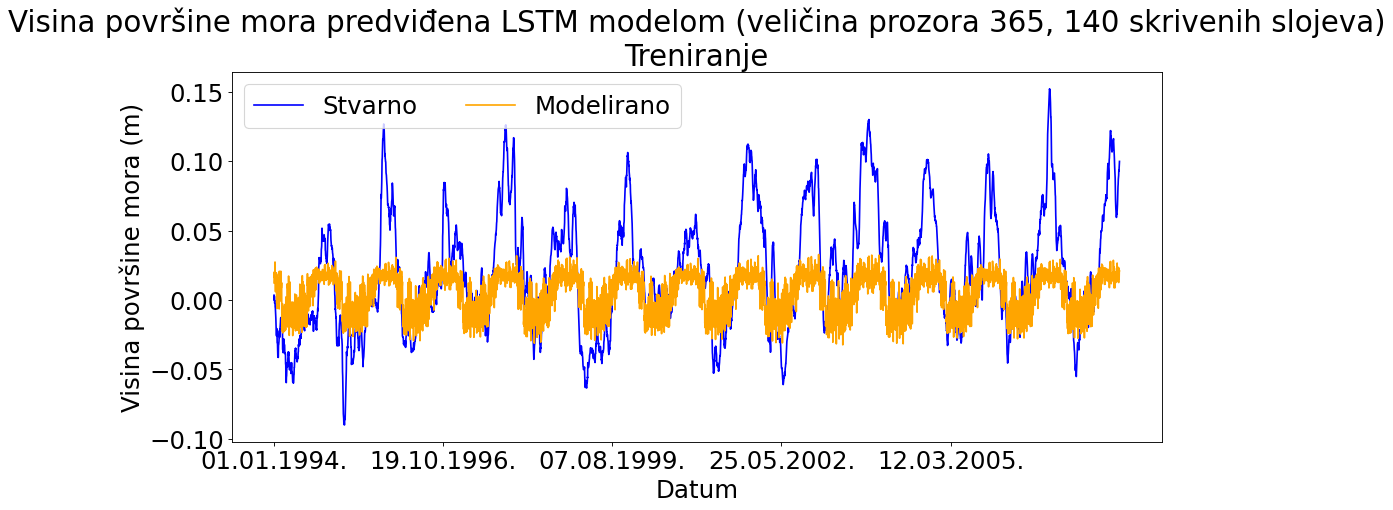 Visina površine mora predviđena LSTM modelom (veličina prozora 365, 140 skrivenih slojeva)
Treniranje
Stvarno Modelirano
Visina površine mora (m)
0.15
0.10
0.05
0.00
−0.05
−0.10
01.01.1994. 19.10.1996. 07.08.1999. 25.05.2002. 12.03.2005.
Datum